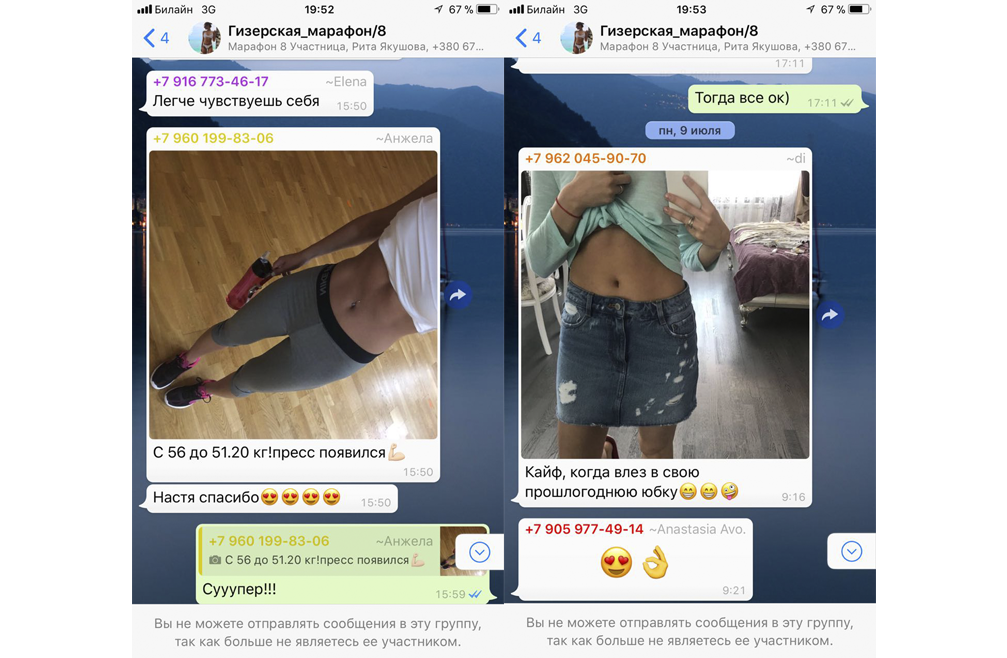 Билайн 3G 19:52 67 %
4 Гизерская_марафон/8
Марафон 8 Участница, Рита Якушова, +380 67...
+7 916 773-46-17 ~Elena
Легче чувствуешь себя 15:50
+7 960 199-83-06 ~Анжела
С 56 до 51.20 кг!пресс появился💪🏻
15:50
Настя спасибо😍😍😍😍 15:50
+7 960 199-83-06 ~Анжела
С 56 до 51.20 кг!пресс появился💪🏻
Сууупер!!! 15:59
Вы не можете отправлять сообщения в эту группу,
так как больше не являетесь ее участником.
Билайн 3G 19:53 67 %
4 Гизерская_марафон/8
Марафон 8 Участница, Рита Якушова, +380 67...
17:11
Тогда все ок) 17:11
пн, 9 июля
+7 962 045-90-70 ~di
Кайф, когда влез в свою
прошлогоднюю юбку😁😁🤪 9:16
+7 905 977-49-14 ~Anastasia Avo.
😍👌
9:21
Вы не можете отправлять сообщения в эту группу,
так как больше не являетесь ее участником.